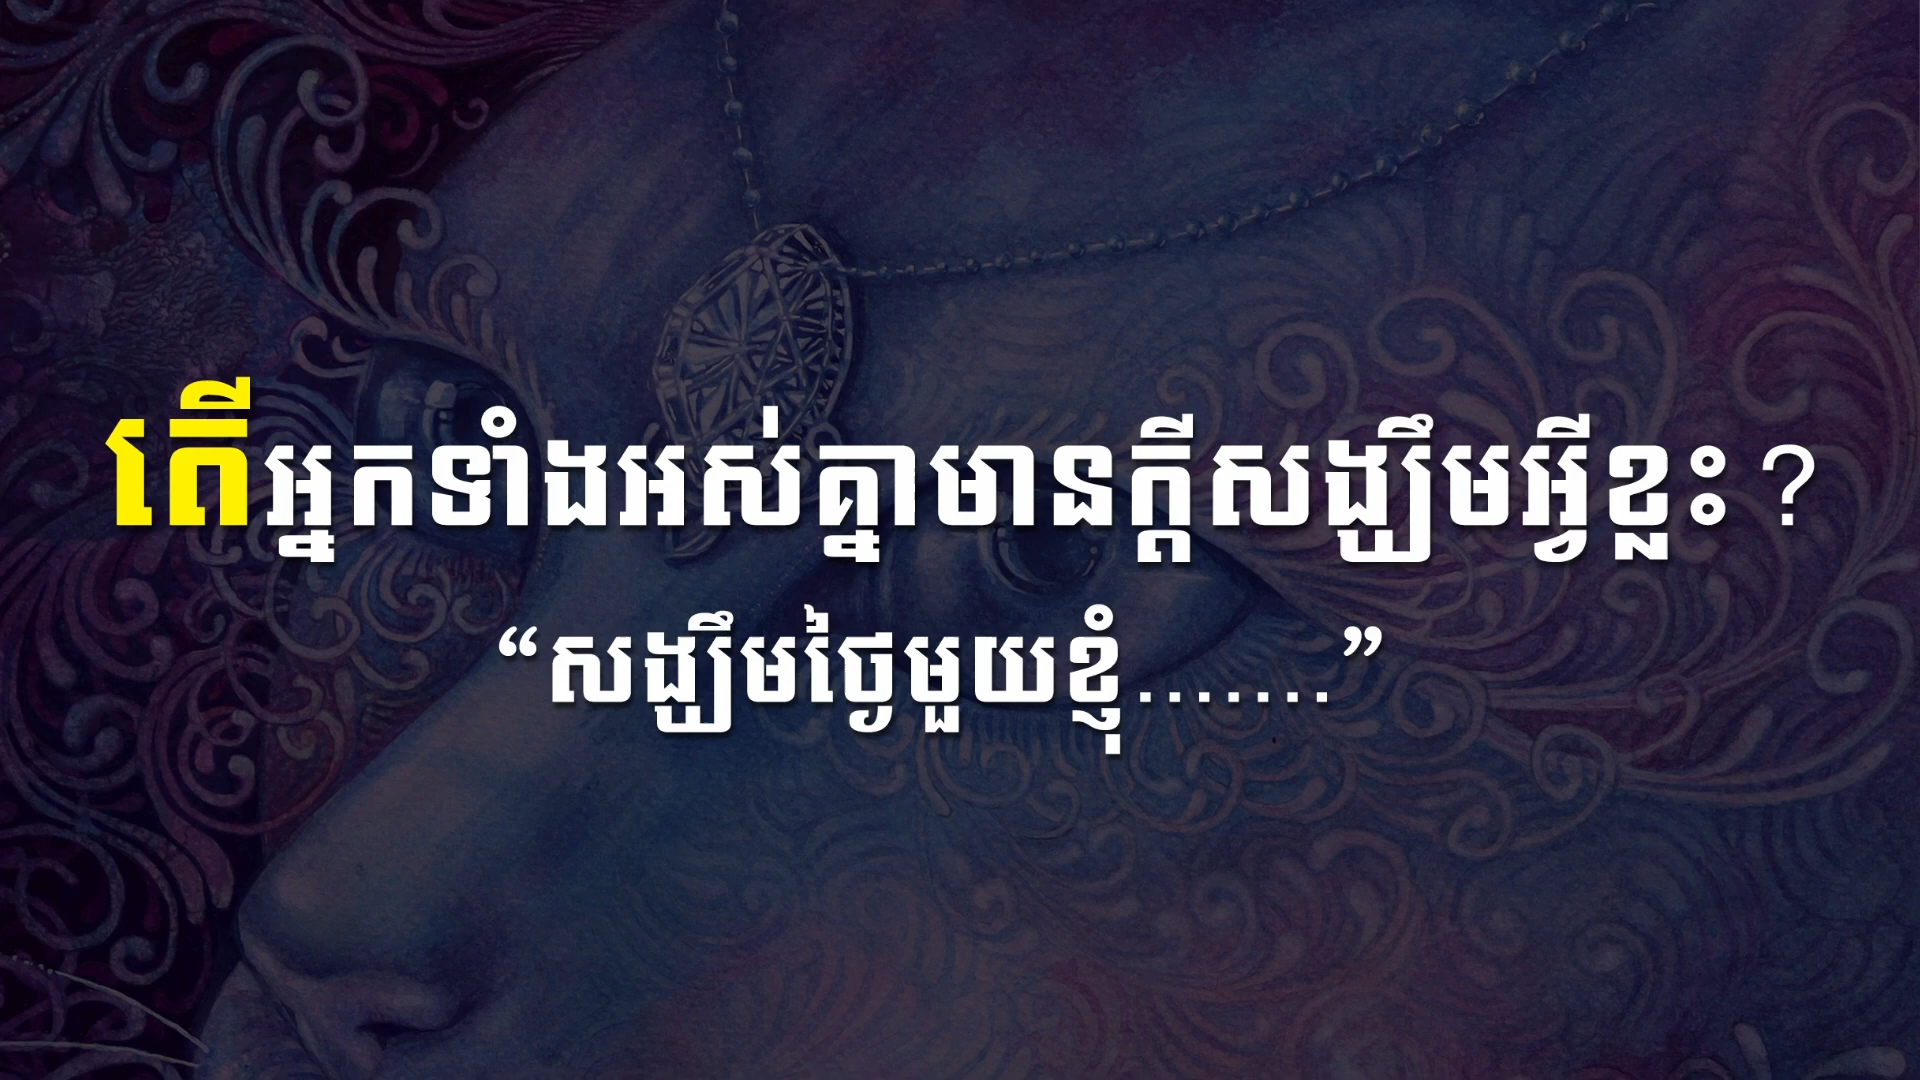 តើអ្នកទាំងអស់គ្នាមានក្ដីសង្ឃឹមអ្វីខ្លះ ?
“សង្ឃឹមថ្ងៃមួយខ្ញុំ.......”